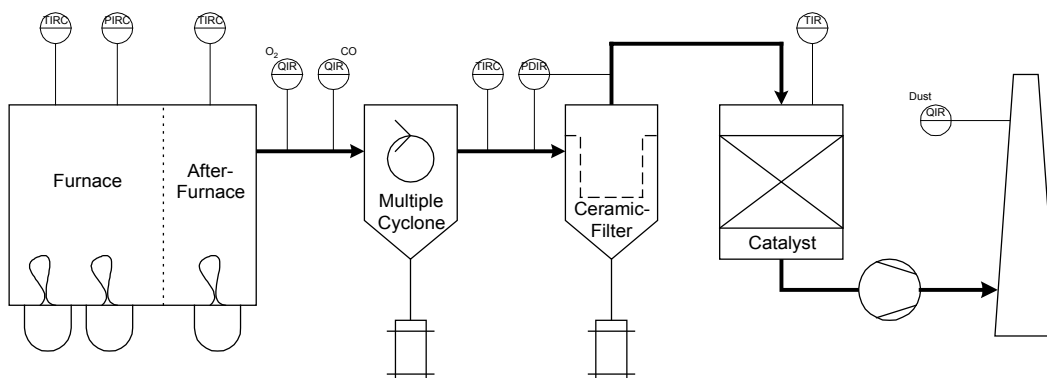 TIRC
PIRC
TIRC
O₂
QIR
QIR
CO
TIRC
PDIR
TIR
Dust
QIR
Furnace
After-
Furnace
Multiple
Cyclone
Ceramic-
Filter
Catalyst